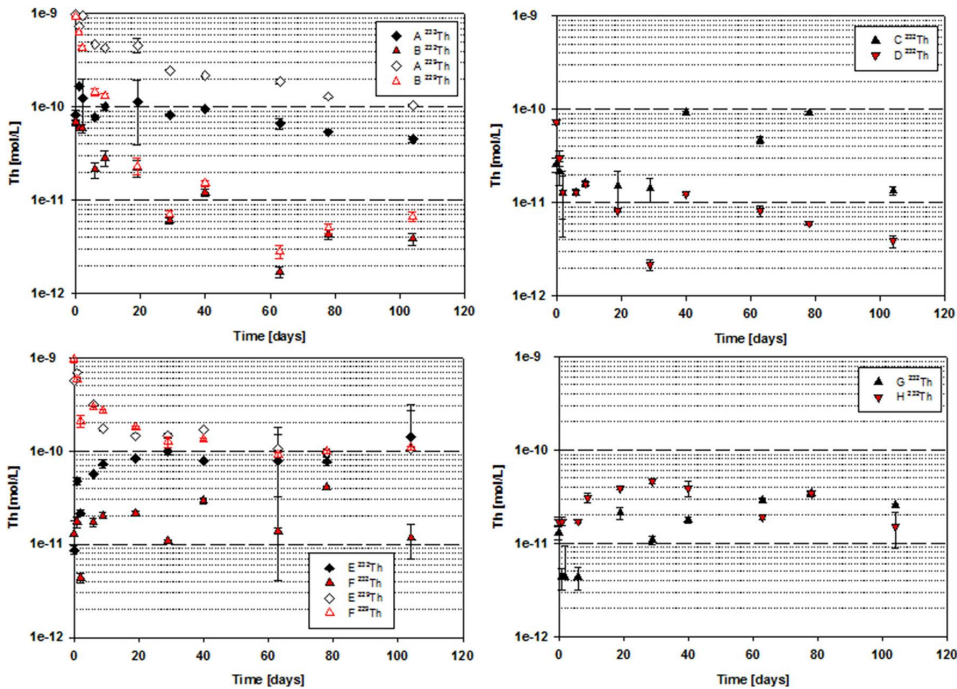 1e-9
1e-10
1e-11
1e-12
Th [mol/L]
0 20 40 60 80 100 120
Time [days]
A ²³²Th
B ²³²Th
A ²²⁹Th
B ²²⁹Th
1e-9
1e-10
1e-11
1e-12
Th [mol/L]
0 20 40 60 80 100 120
Time [days]
C ²³²Th
D ²³²Th
1e-9
1e-10
1e-11
1e-12
Th [mol/L]
0 20 40 60 80 100 120
Time [days]
E ²³²Th
F ²³²Th
E ²²⁹Th
F ²²⁹Th
1e-9
1e-10
1e-11
1e-12
Th [mol/L]
0 20 40 60 80 100 120
Time [days]
G ²³²Th
H ²³²Th